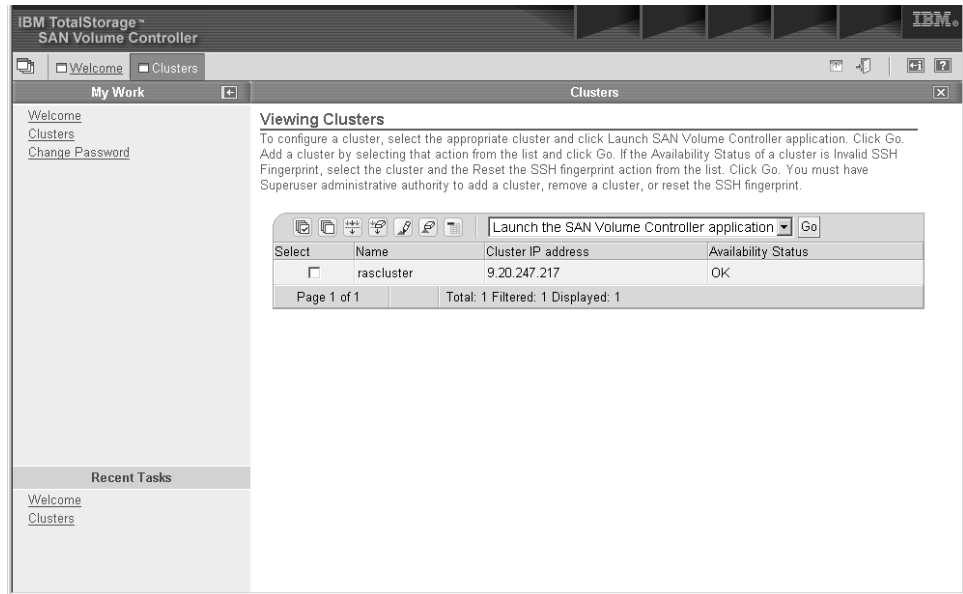 IBM TotalStorage™
SAN Volume Controller
IBM®
Welcome
Clusters
?
My Work
Clusters
Welcome
Clusters
Change Password
Viewing Clusters
To configure a cluster, select the appropriate cluster and click Launch SAN Volume Controller application. Click Go.
Add a cluster by selecting that action from the list and click Go. If the Availability Status of a cluster is Invalid SSH
Fingerprint, select the cluster and the Reset the SSH fingerprint action from the list. Click Go. You must have
Superuser administrative authority to add a cluster, remove a cluster, or reset the SSH fingerprint.
Launch the SAN Volume Controller application Go
Select Name Cluster IP address Availability Status
rascluster 9.20.247.217 OK
Page 1 of 1 Total: 1 Filtered: 1 Displayed: 1
Recent Tasks
Welcome
Clusters